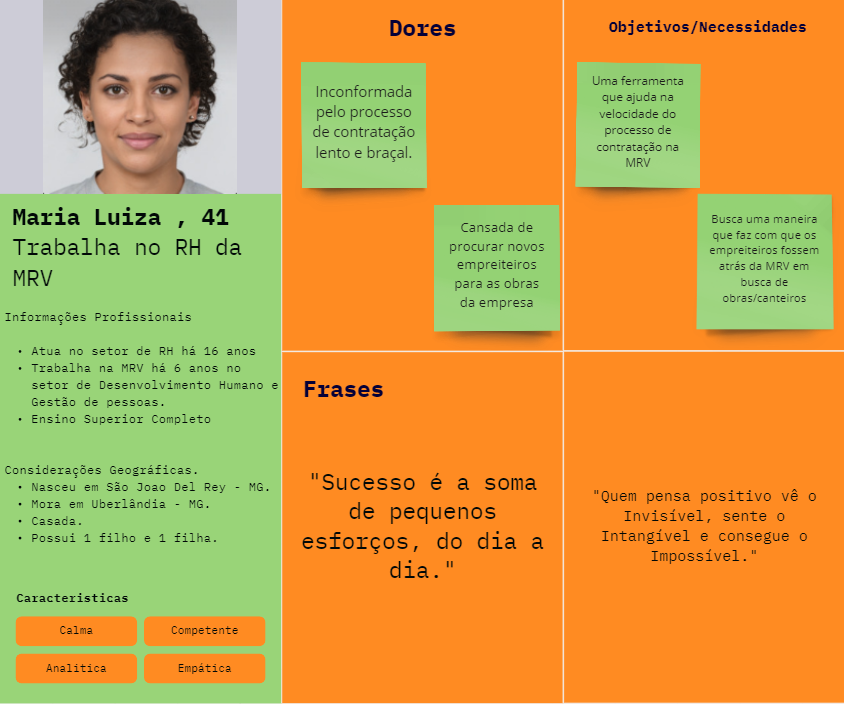 Maria Luiza , 41
Trabalha no RH da
MRV
Informações Profissionais
• Atua no setor de RH há 16 anos
• Trabalha na MRV há 6 anos no
setor de Desenvolvimento Humano e
Gestão de pessoas.
• Ensino Superior Completo
Considerações Geográficas.
• Nasceu em São Joao Del Rey - MG.
• Mora em Uberlândia - MG.
• Casada.
• Possui 1 filho e 1 filha.
Caracteristicas
Calma
Competente
Analitica
Empática
Dores
Inconformada
pelo processo
de contratação
lento e braçal.
Cansada de
procurar novos
empreiteiros
para as obras
da empresa
Objetivos/Necessidades
Uma ferramenta
que ajuda na
velocidade do
processo de
contratação na
MRV
Busca uma maneira
que faz com que os
empreiteiros fossem
atrás da MRV em
busca de
obras/canteiros
Frases
"Sucesso é a soma
de pequenos
esforços, do dia a
dia."
"Quem pensa positivo vê o
Invisível, sente o
Intangível e consegue o
Impossível."